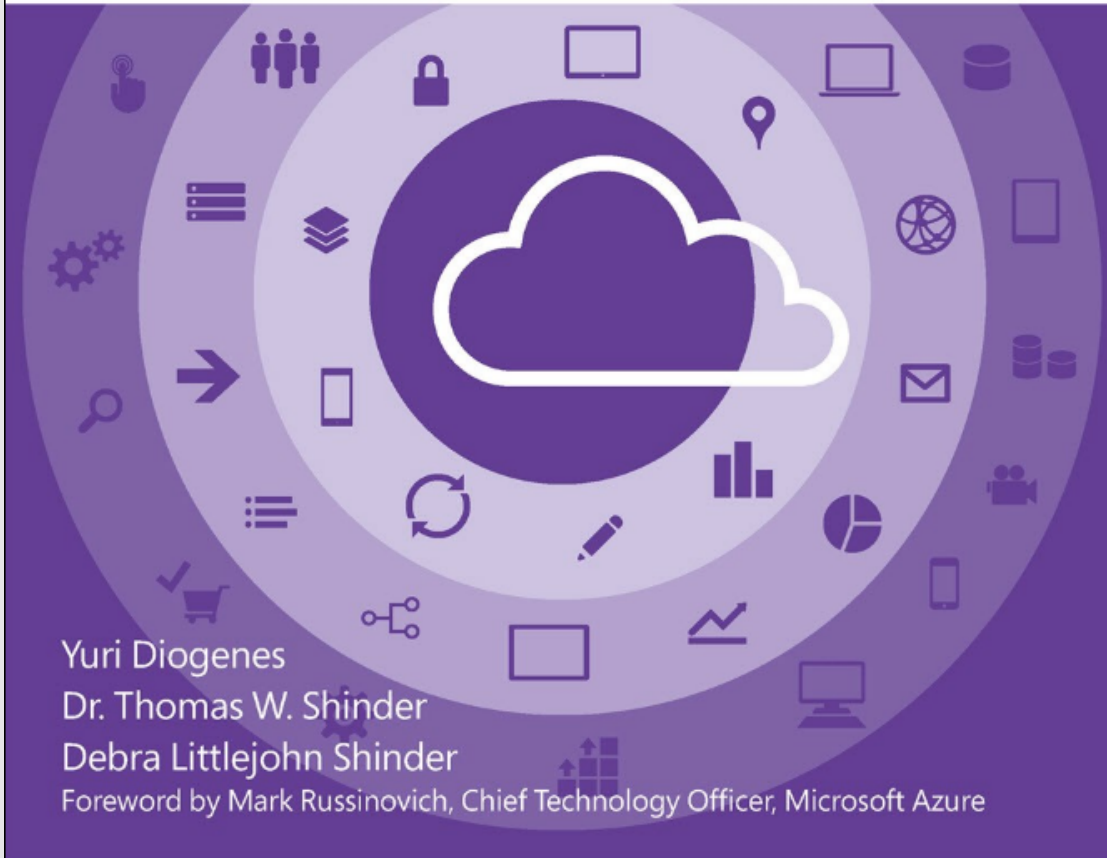 Yuri Diogenes
Dr. Thomas W. Shinder
Debra Littlejohn Shinder
Foreword by Mark Russinovich, Chief Technology Officer, Microsoft Azure